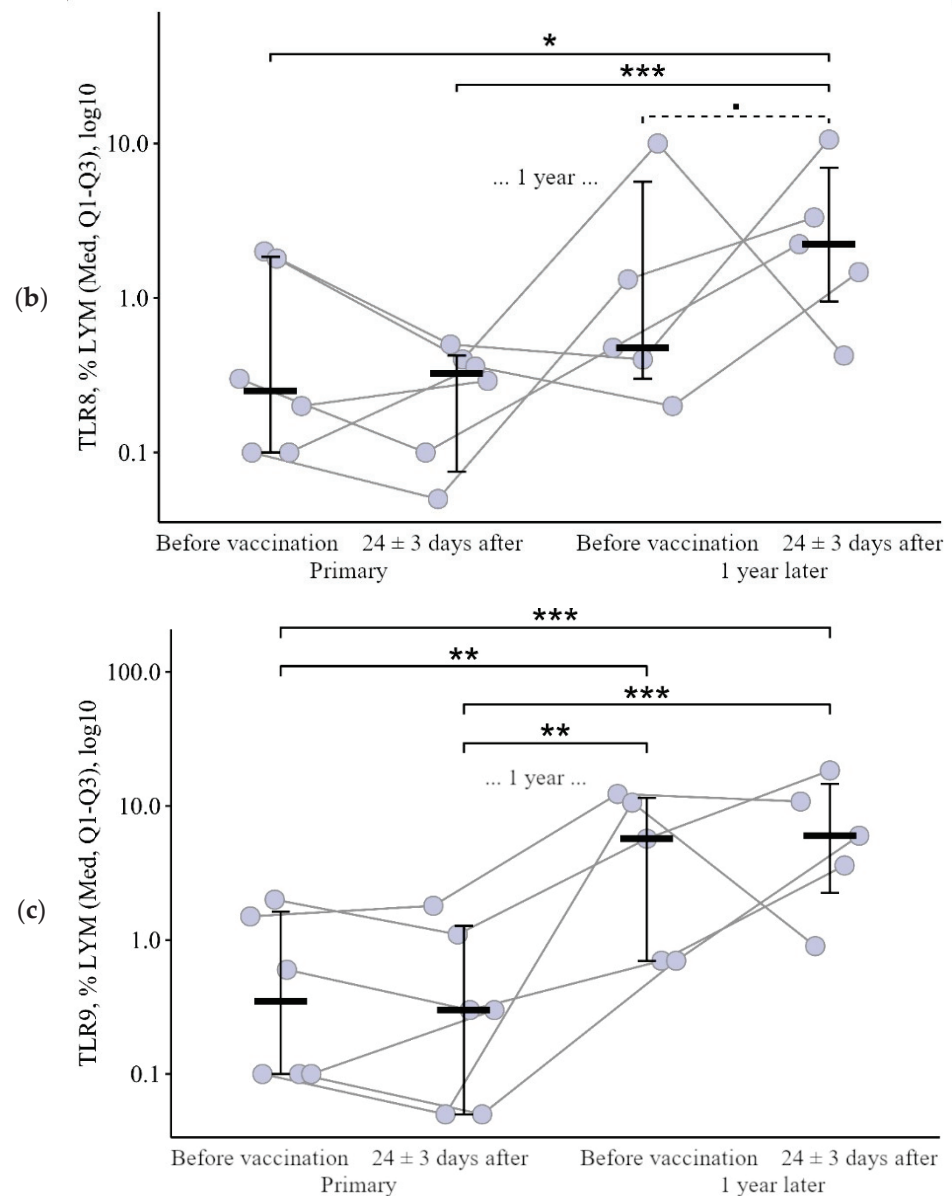 *
***
▪
10.0
... 1 year ...
1.0
0.1
TLR8, % LYM (Med, Q1-Q3), log10
(b)
Before vaccination 24 ± 3 days after Before vaccination 24 ± 3 days after
Primary 1 year later
***
**
***
**
100.0
... 1 year ...
10.0
1.0
0.1
TLR9, % LYM (Med, Q1-Q3), log10
(c)
Before vaccination 24 ± 3 days after Before vaccination 24 ± 3 days after
Primary 1 year later